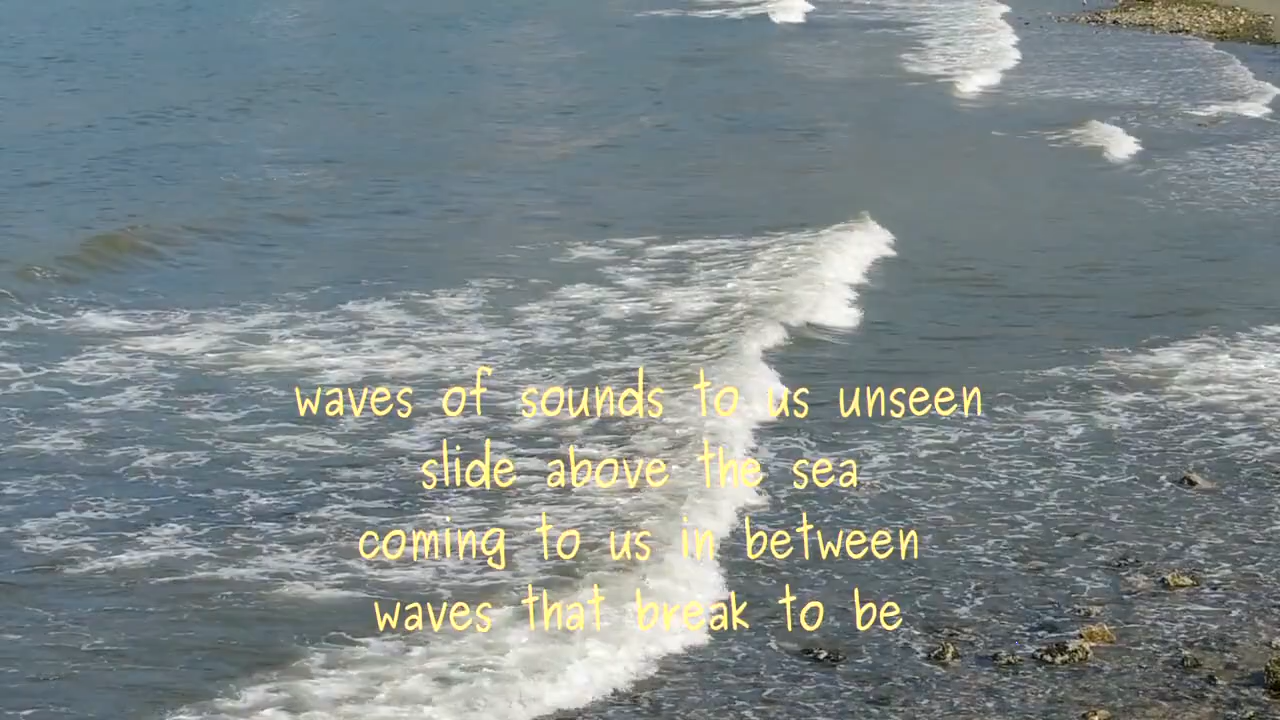 waves of sounds to us unseen
slide above the sea
coming to us in between
waves that break to be